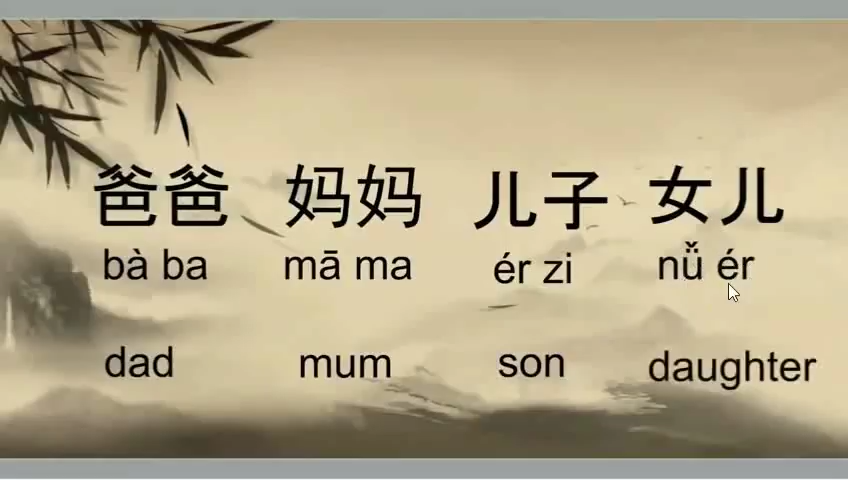 爸爸 妈妈 儿子 女儿
bà ba mā ma ér zi nǚ ér
dad mum son daughter